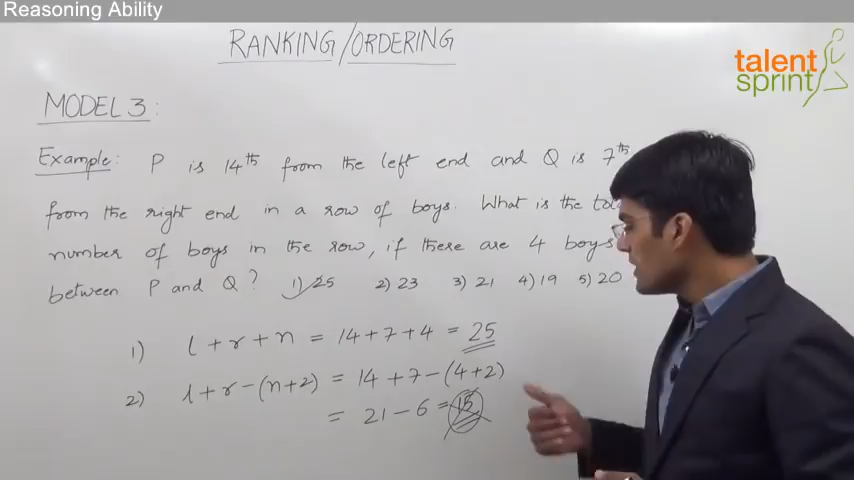 Reasoning Ability
RANKING/ORDERING
talent
sprint
MODEL 3:
Example: P is 14th from the left end and Q is 7th
from the right end in a row of boys. What is the
number of boys in the row, if there are 4 boys
between P and Q? 1) 25 2) 23 3) 21 4) 19 5) 20
1) l + r + n = 14 + 7 + 4 = 25
2) l + r - (n+2) = 14 + 7 - (4+2)
= 21 - 6 = 15